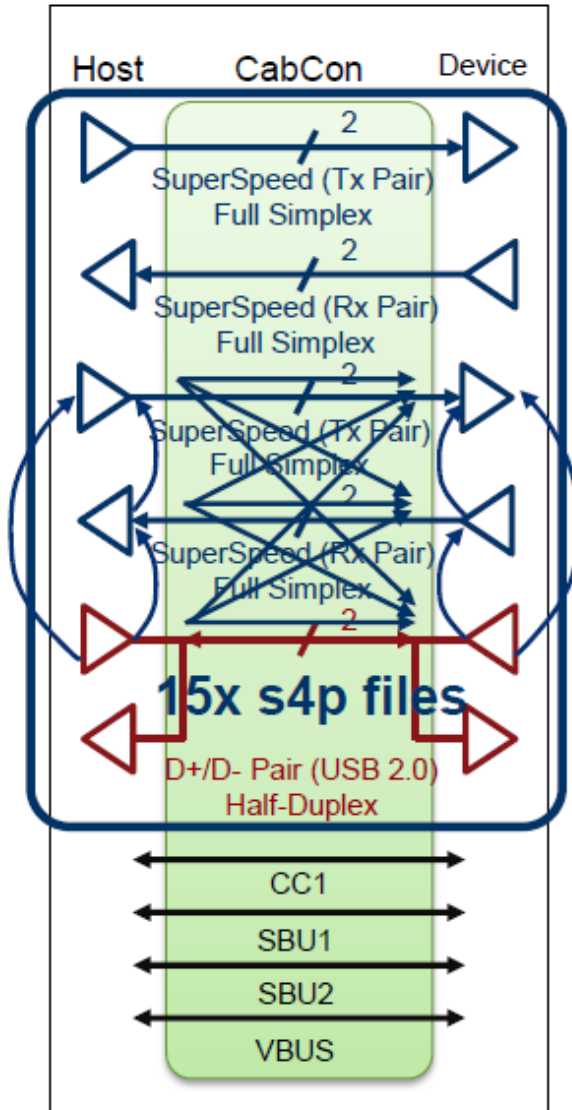 Host CabCon Device
2
SuperSpeed (Tx Pair)
Full Simplex
2
SuperSpeed (Rx Pair)
Full Simplex
2
SuperSpeed (Tx Pair)
Full Simplex
2
SuperSpeed (Rx Pair)
Full Simplex
2
15x s4p files
D+/D- Pair (USB 2.0)
Half-Duplex
CC1
SBU1
SBU2
VBUS